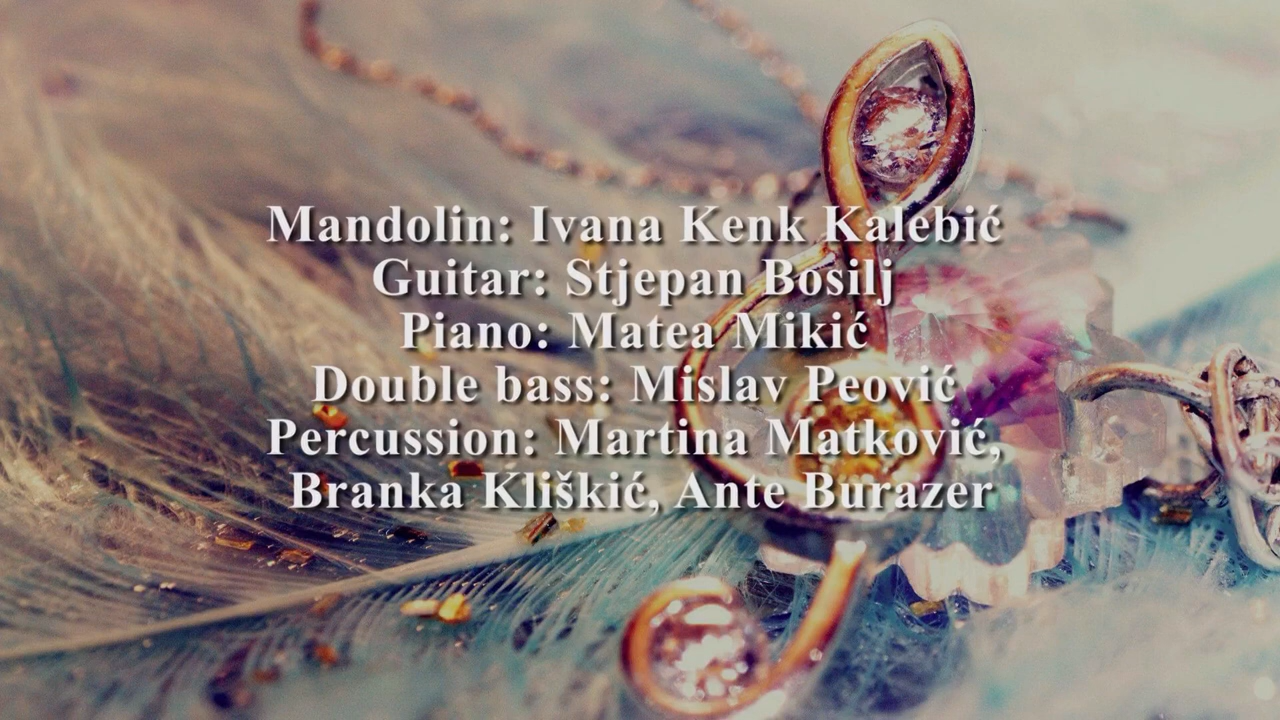 Mandolin: Ivana Kenk Kalebić
Guitar: Stjepan Bosilj
Piano: Matea Mikić
Double bass: Mislav Peović
Percussion: Martina Matković,
Branka Kliškić, Ante Burazer